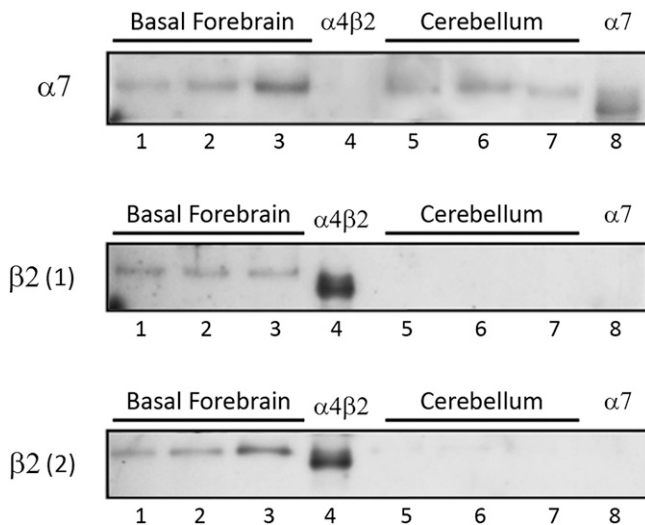 Basal Forebrain α4β2 Cerebellum α7
α7
1 2 3 4 5 6 7 8
Basal Forebrain α4β2 Cerebellum α7
β2 (1)
1 2 3 4 5 6 7 8
Basal Forebrain α4β2 Cerebellum α7
β2 (2)
1 2 3 4 5 6 7 8